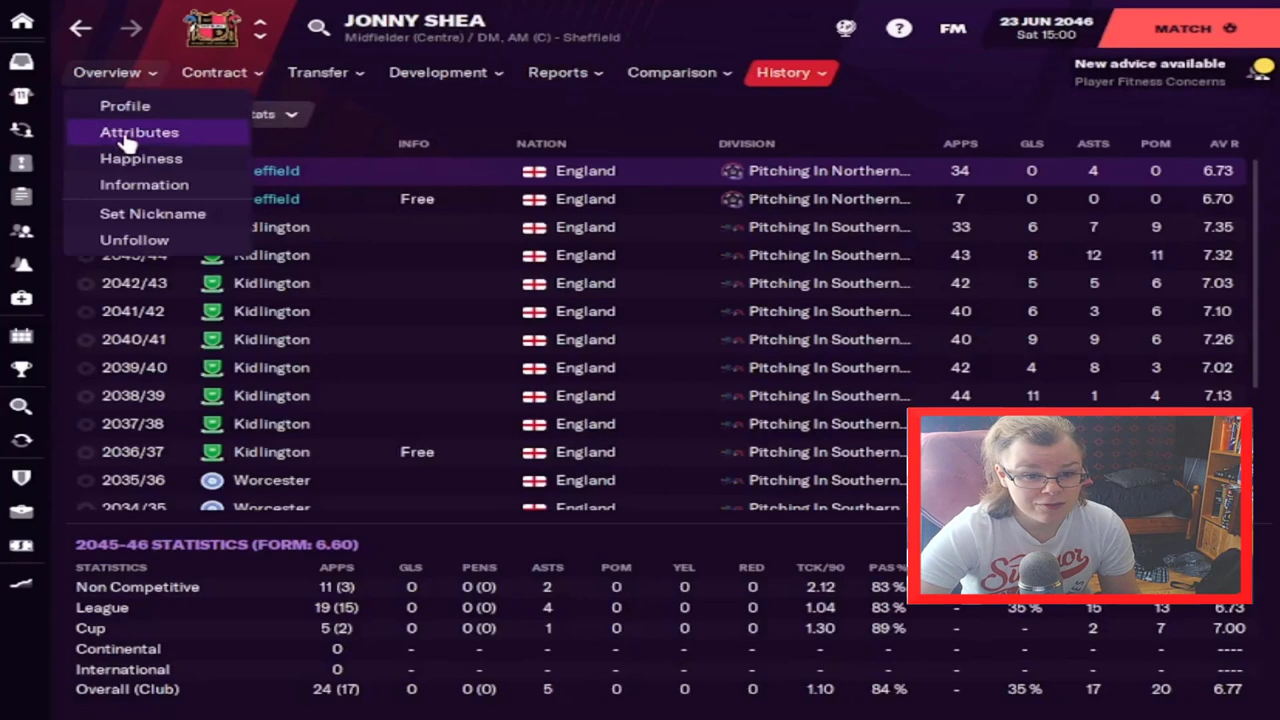 JONNY SHEA
Midfielder (Centre) / DM, AM (C) - Sheffield
FM
23 JUN 2046
Sat 15:00
MATCH
Overview
Contract
Transfer
Development
Reports
Comparison
History
New advice available
Player Fitness Concerns
Profile
Attributes
Happiness
Information
Set Nickname
Unfollow
INFO NATION DIVISION APPS GLS ASTS POM AV R
England Pitching In Northern... 34 0 4 0 6.73
Free England Pitching In Northern... 7 0 0 0 6.70
England Pitching In Southern... 33 6 7 9 7.35
Kidlington England Pitching In Southern... 43 8 12 11 7.32
2042/43 Kidlington England Pitching In Southern... 42 5 5 6 7.03
2041/42 Kidlington England Pitching In Southern... 40 6 3 6 7.10
2040/41 Kidlington England Pitching In Southern... 40 9 9 6 7.26
2039/40 Kidlington England Pitching In Southern... 42 4 8 3 7.02
2038/39 Kidlington England Pitching In Southern... 44 11 1 4 7.13
2037/38 Kidlington England Pitching In Southern...
2036/37 Kidlington Free England Pitching In Southern...
2035/36 Worcester England Pitching In Southern...
2034/35 Worcester England Pitching In Southern...
2045-46 STATISTICS (FORM: 6.60)
STATISTICS APPS GLS PENS ASTS POM YEL RED TCK/90 PAS%
Non Competitive 11 (3) 0 0 (0) 2 0 0 0 2.12 83 %
League 19 (15) 0 0 (0) 4 0 0 0 1.04 83 % - 35 % 15 13 6.73
Cup 5 (2) 0 0 (0) 1 0 0 0 1.30 89 % - - 2 7 7.00
Continental 0 - - - - - - - - - - - - ----
International 0 - - - - - - - - - - - - ----
Overall (Club) 24 (17) 0 0 (0) 5 0 0 0 1.10 84 % - 35 % 17 20 6.77